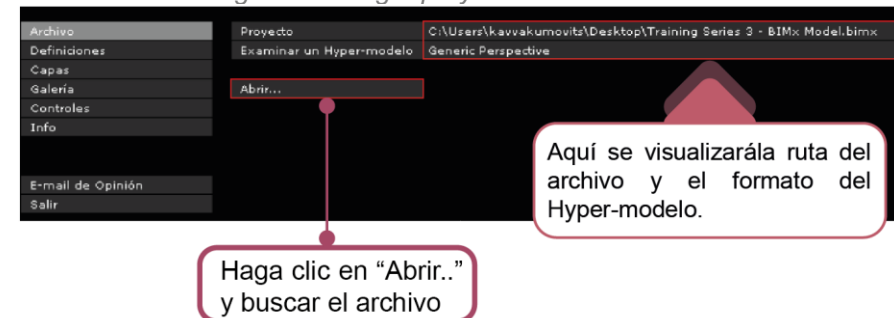 Archivo
Definiciones
Capas
Galería
Controles
Info
E-mail de Opinión
Salir
Proyecto C:\Users\kavvakumovits\Desktop\Training Series 3 - BIMx Model.bimx
Examinar un Hyper-modelo Generic Perspective
Abrir...
Aquí se visualizarála ruta del
archivo y el formato del
Hyper-modelo.
Haga clic en “Abrir..”
y buscar el archivo